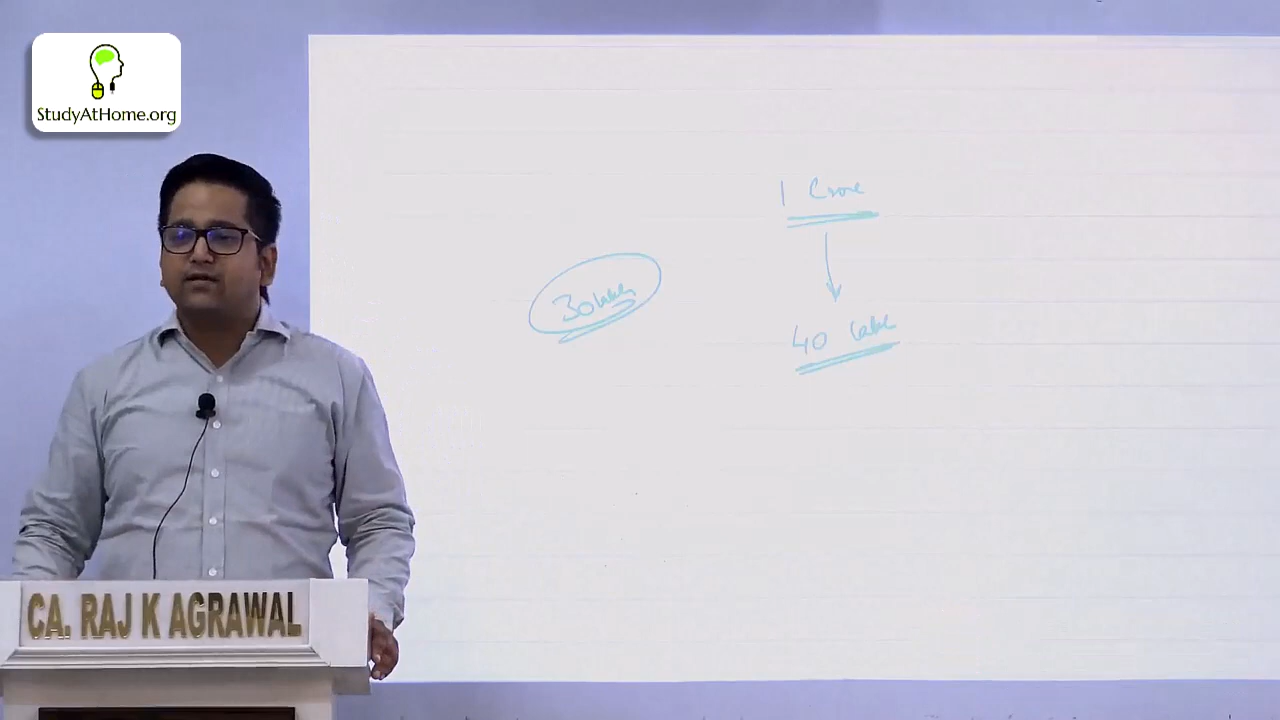 StudyAtHome.org
1 Crore
30 lakh
40 lakh
CA. RAJ K AGRAWAL